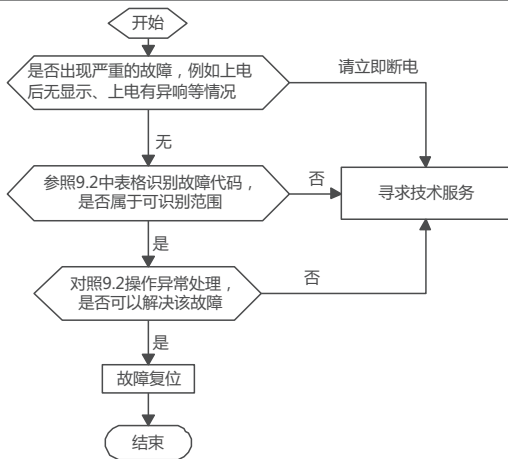 开始
是否出现严重的故障，例如上电
后无显示、上电有异响等情况
请立即断电
无
参照9.2中表格识别故障代码，
是否属于可识别范围
否
寻求技术服务
是
对照9.2操作异常处理，
是否可以解决该故障
否
是
故障复位
结束